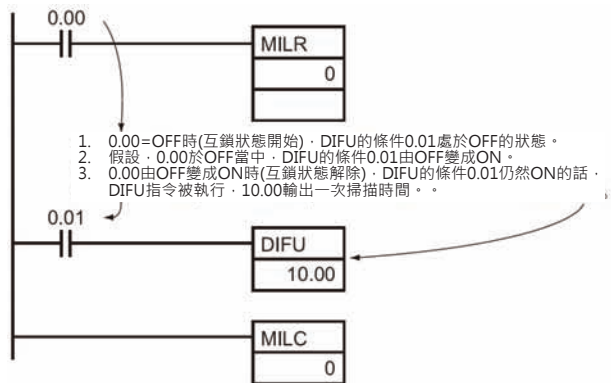 0.00
MILR
0
1. 0.00=OFF時(互鎖狀態開始)，DIFU的條件0.01處於OFF的狀態。
2. 假設，0.00於OFF當中，DIFU的條件0.01由OFF變成ON。
3. 0.00由OFF變成ON時(互鎖狀態解除)，DIFU的條件0.01仍然ON的話，
DIFU指令被執行，10.00輸出一次掃描時間。。
0.01
DIFU
10.00
MILC
0